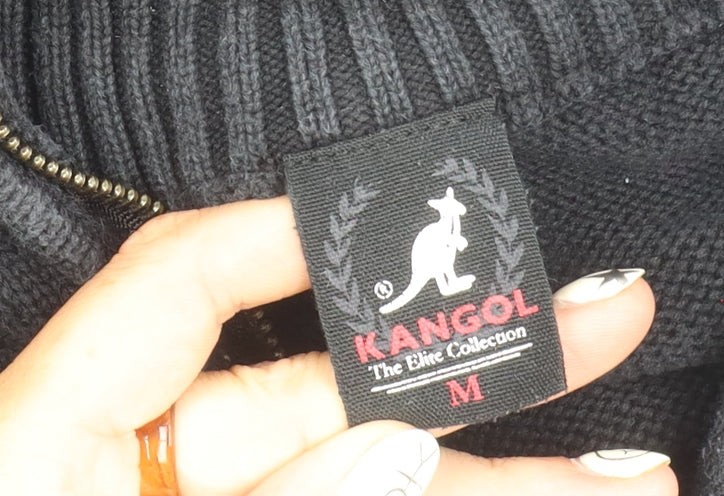 ®
KANGOL
The Elite Collection
M